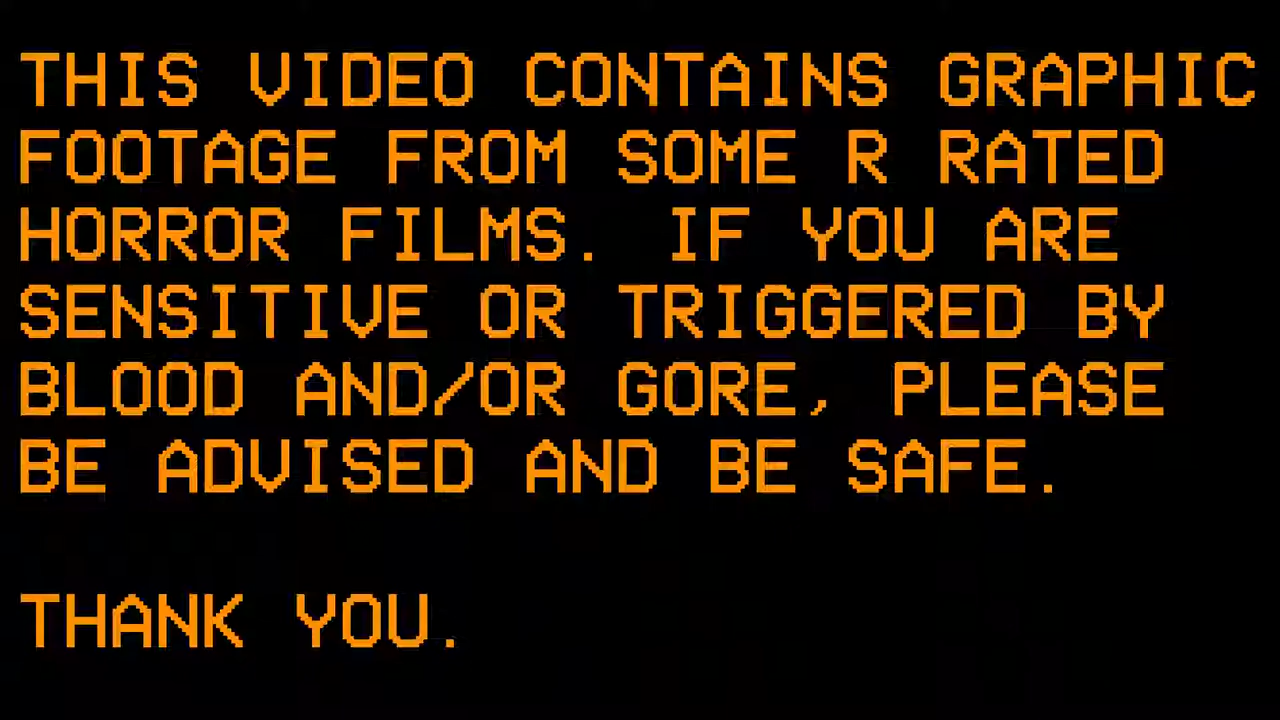 THIS VIDEO CONTAINS GRAPHIC
FOOTAGE FROM SOME R RATED
HORROR FILMS. IF YOU ARE
SENSITIVE OR TRIGGERED BY
BLOOD AND/OR GORE, PLEASE
BE ADVISED AND BE SAFE.
THANK YOU.